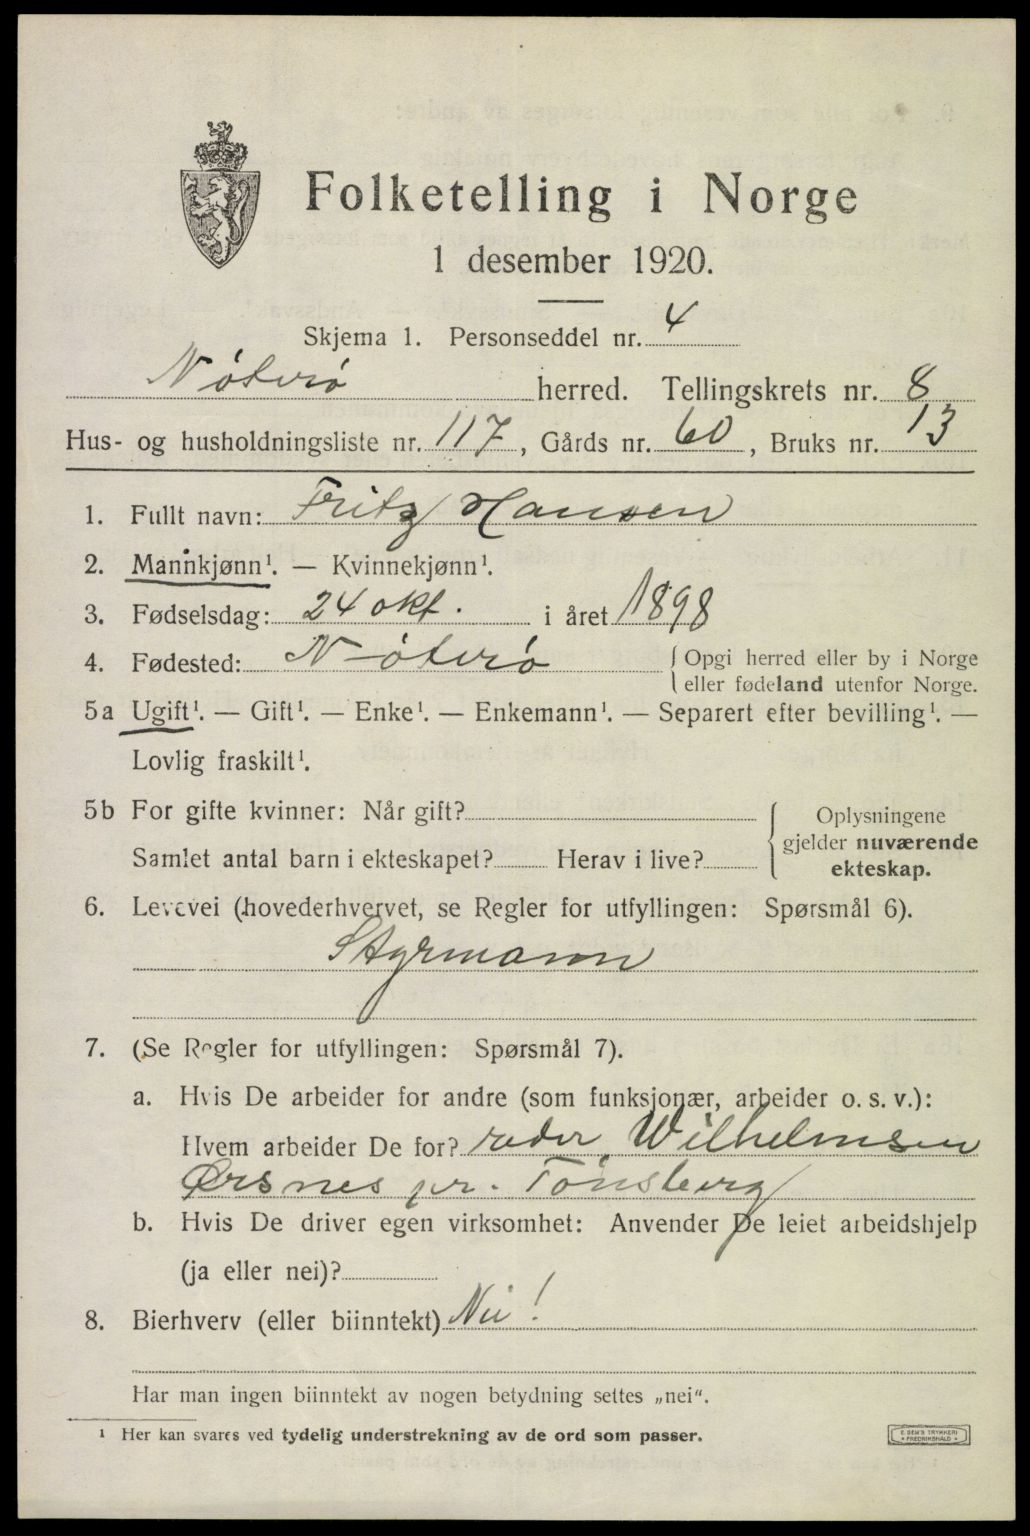 Folketelling i Norge
1 desember 1920.
Skjema 1. Personseddel nr. 4
Nøterø herred. Tellingskrets nr. 8
Hus- og husholdningsliste nr. 117, Gårds nr. 60, Bruks nr. 13
1. Fullt navn: Fritz Hansen
2. Mannkjønn¹. — Kvinnekjønn¹.
3. Fødselsdag: 24 okt. i året 1898
4. Fødested: Nøterø { Opgi herred eller by i Norge
eller fødeland utenfor Norge.
5a Ugift¹. — Gift¹. — Enke¹. — Enkemann¹. — Separert efter bevilling¹. —
Lovlig fraskilt¹.
5b For gifte kvinner: Når gift?
Samlet antal barn i ekteskapet? Herav i live?
{ Oplysningene
gjelder nuværende
ekteskap.
6. Levevei (hovederhvervet, se Regler for utfyllingen: Spørsmål 6).
Styrmann
7. (Se Regler for utfyllingen: Spørsmål 7).
a. Hvis De arbeider for andre (som funksjonær, arbeider o. s. v.):
Hvem arbeider De for? reder, Wilhelmsen
Ørsnes pr. Tønsberg
b. Hvis De driver egen virksomhet: Anvender De leiet arbeidshjelp
(ja eller nei)?
8. Bierhverv (eller biinntekt) Nei!
Har man ingen biinntekt av nogen betydning settes „nei“.
¹ Her kan svares ved tydelig understrekning av de ord som passer.
E. SEM'S TRYKKERI
• FREDRIKSHALD •